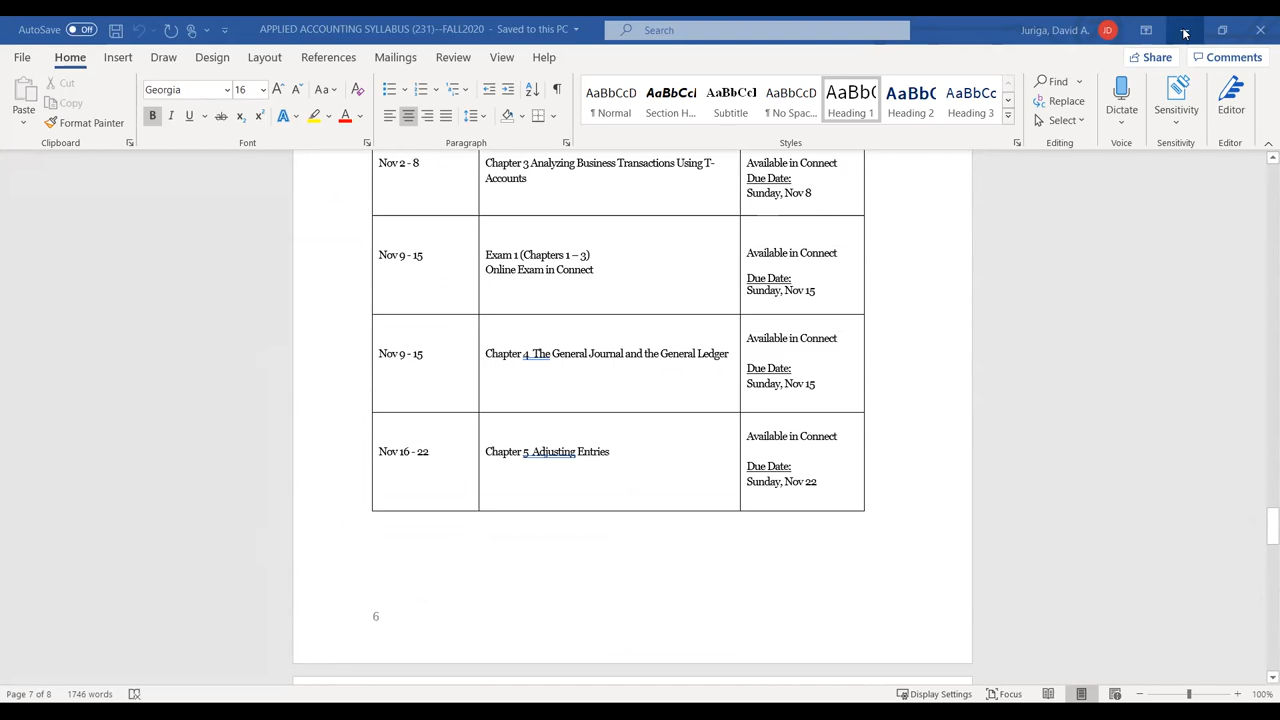 AutoSave Off
APPLIED ACCOUNTING SYLLABUS (231)--FALL2020 - Saved to this PC
Search
Juriga, David A. JD
File Home Insert Draw Design Layout References Mailings Review View Help
Share Comments
Paste
Cut
Copy
Format Painter
Georgia 16
AaBbCcD AaBbCcI AaBbCcD AaBbCcD AaBb( AaBbC AaBbCc
¶ Normal Section H... Subtitle ¶ No Spac... Heading 1 Heading 2 Heading 3
Find
Replace
Select
Dictate
Sensitivity
Editor
Clipboard Font Paragraph Styles Editing Voice Sensitivity Editor
Nov 2 - 8
Chapter 3 Analyzing Business Transactions Using T-
Accounts
Available in Connect
Due Date:
Sunday, Nov 8
Nov 9 - 15
Exam 1 (Chapters 1 – 3)
Online Exam in Connect
Available in Connect
Due Date:
Sunday, Nov 15
Nov 9 - 15
Chapter 4 The General Journal and the General Ledger
Available in Connect
Due Date:
Sunday, Nov 15
Nov 16 - 22
Chapter 5 Adjusting Entries
Available in Connect
Due Date:
Sunday, Nov 22
6
Page 7 of 8 1746 words
Display Settings Focus 100%